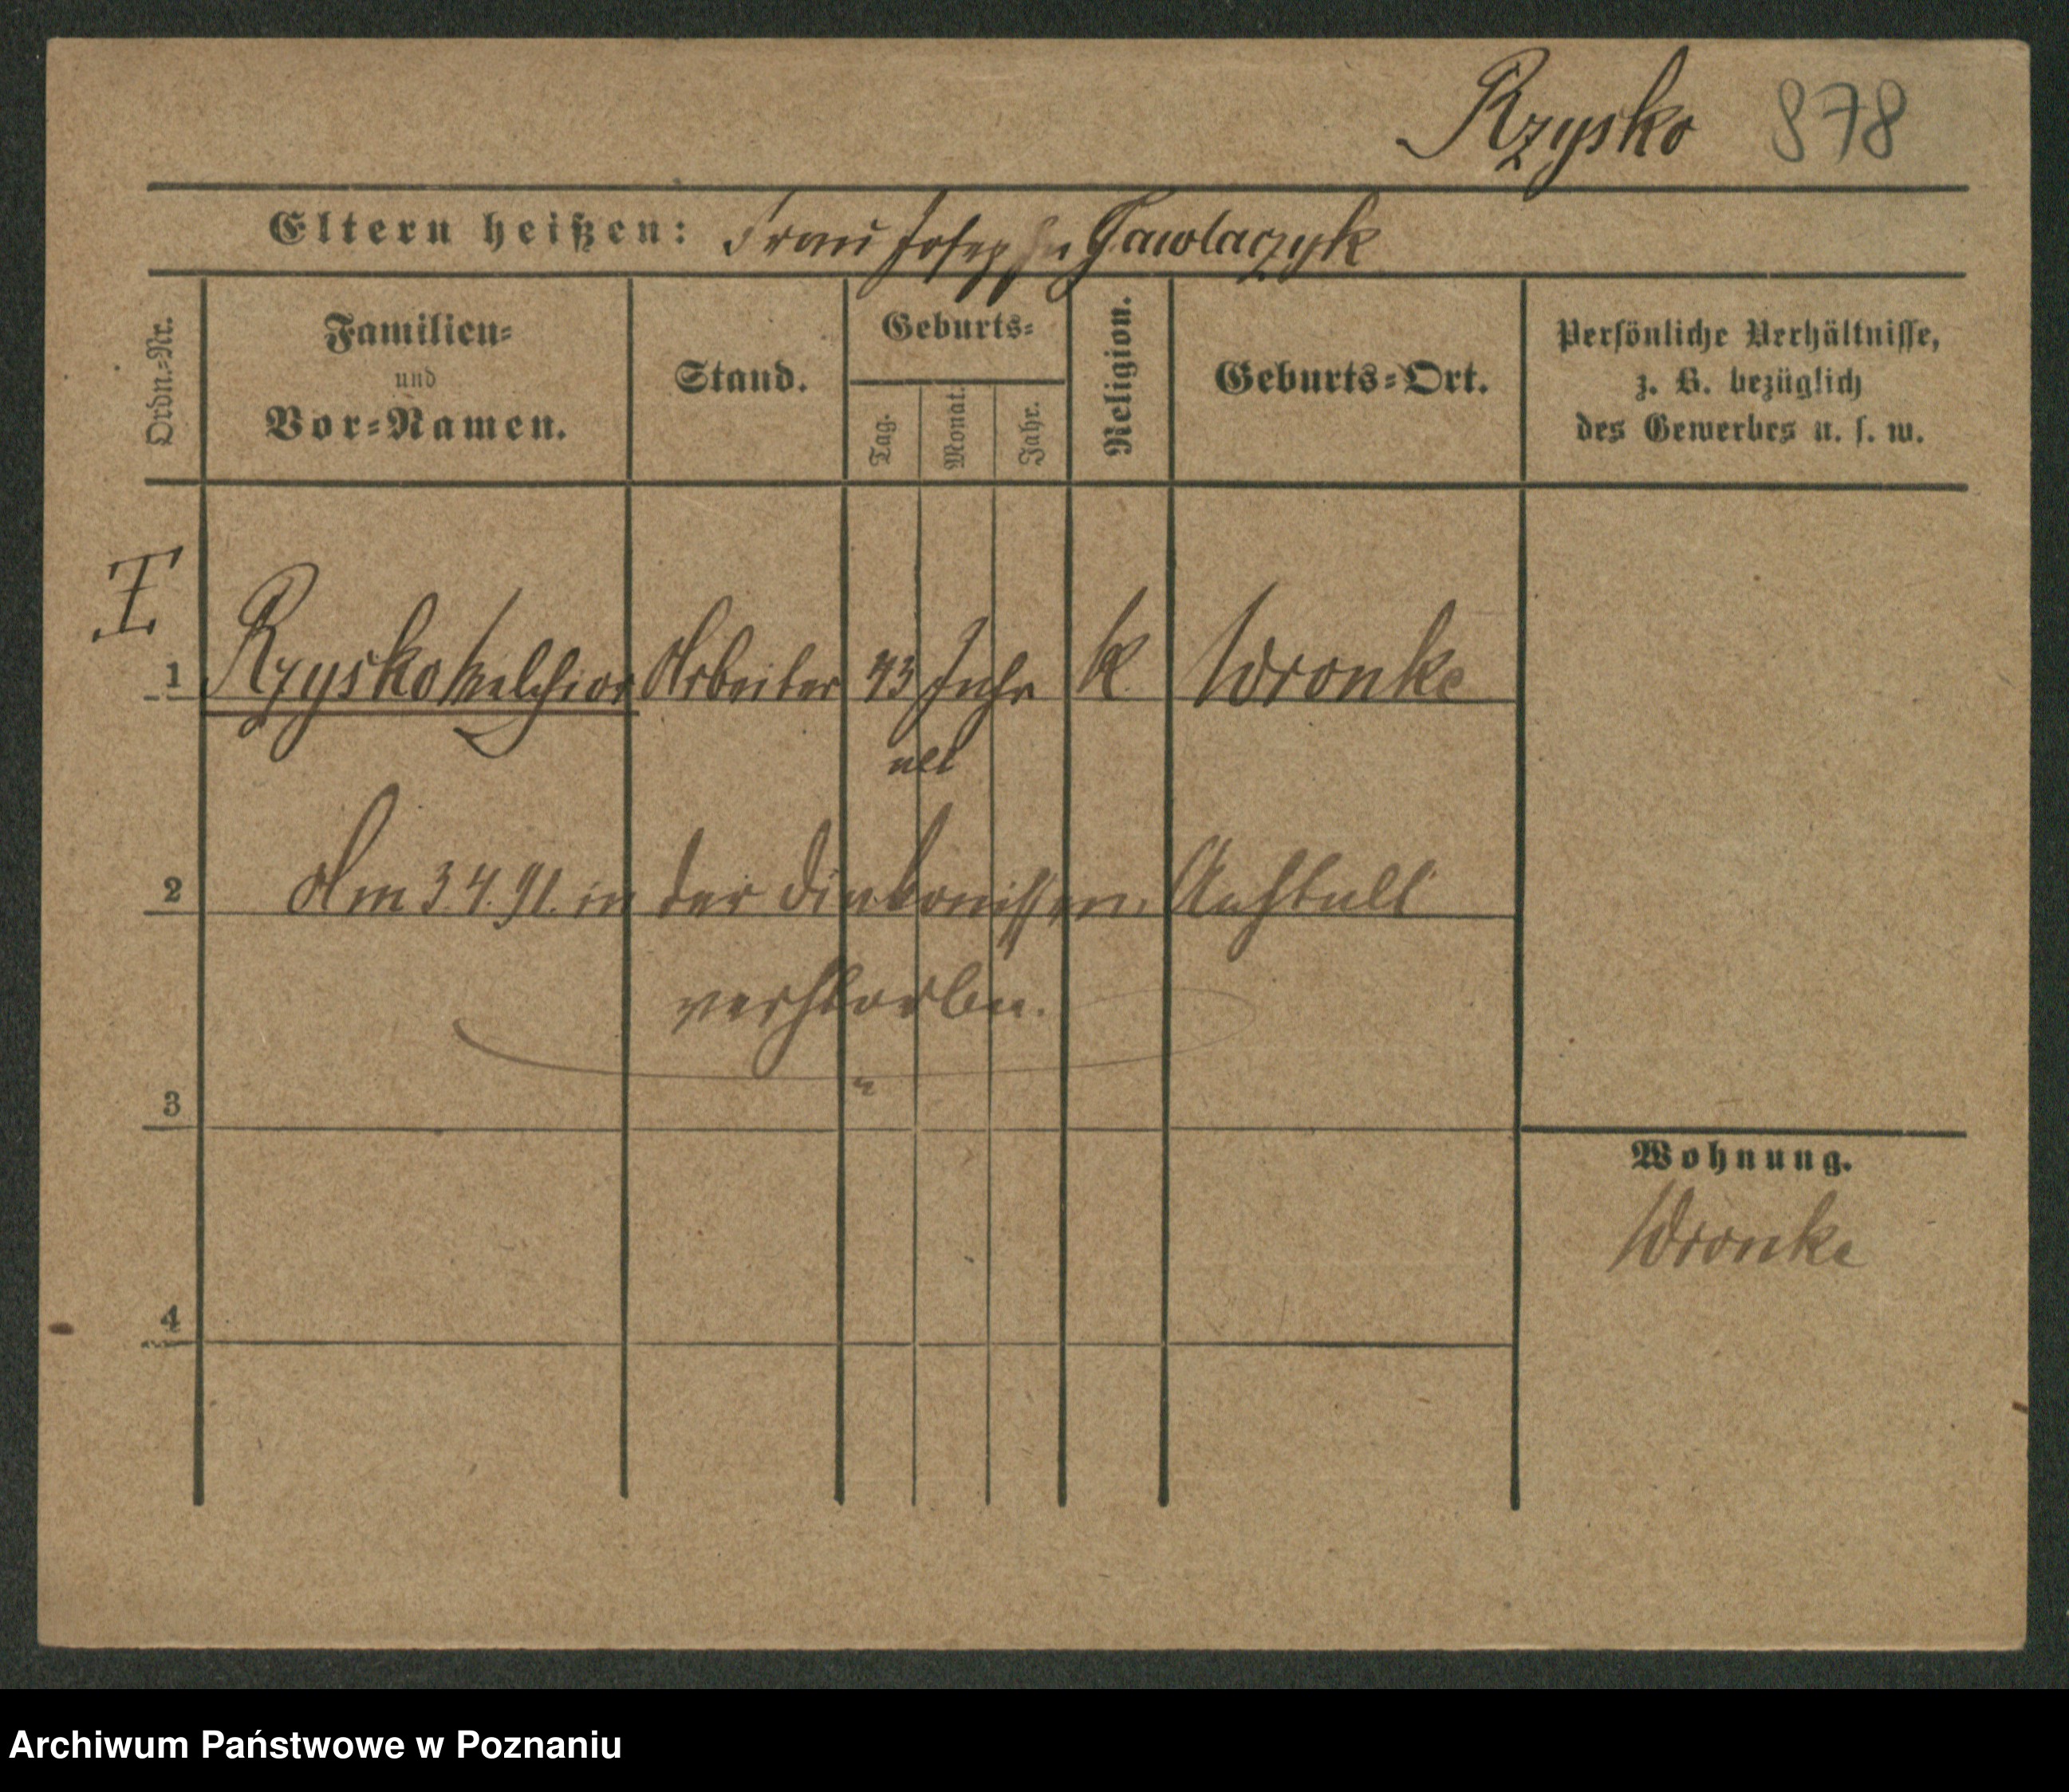 Rzysko 878
Eltern heißen: Frau Josepha Gawlaczyk
Ordn.=Nr.
Familien=
und
Vor=Namen.
Stand.
Geburts=
Tag.
Monat.
Jahr.
Religion.
Geburts=Ort.
Persönliche Verhältnisse,
z. B. bezüglich
des Gewerbes u. s. w.
I
1 Rzysko Melchior Arbeiter 43 Jahr k. Wronke
alt
2 Am 3.4.91. in der Diakonissen Anstalt
verstorben.
3
Wohnung.
Wronke
4
Archiwum Państwowe w Poznaniu